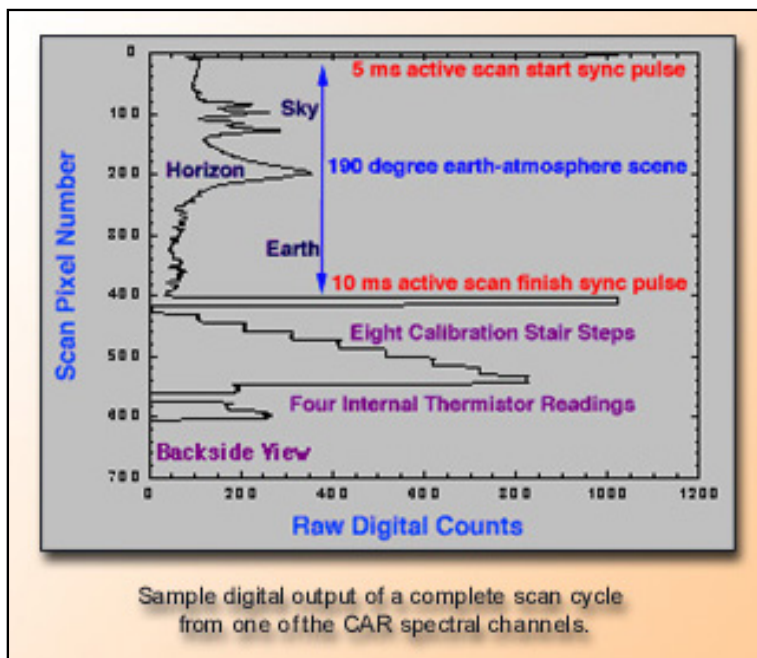 0
5 ms active scan start sync pulse
Sky
100
Horizon
190 degree earth-atmosphere scene
200
300
Earth
10 ms active scan finish sync pulse
400
Eight Calibration Stair Steps
500
Four Internal Thermistor Readings
600
Backside View
700
Scan Pixel Number
0 200 400 600 800 1000 1200
Raw Digital Counts
Sample digital output of a complete scan cycle
from one of the CAR spectral channels.